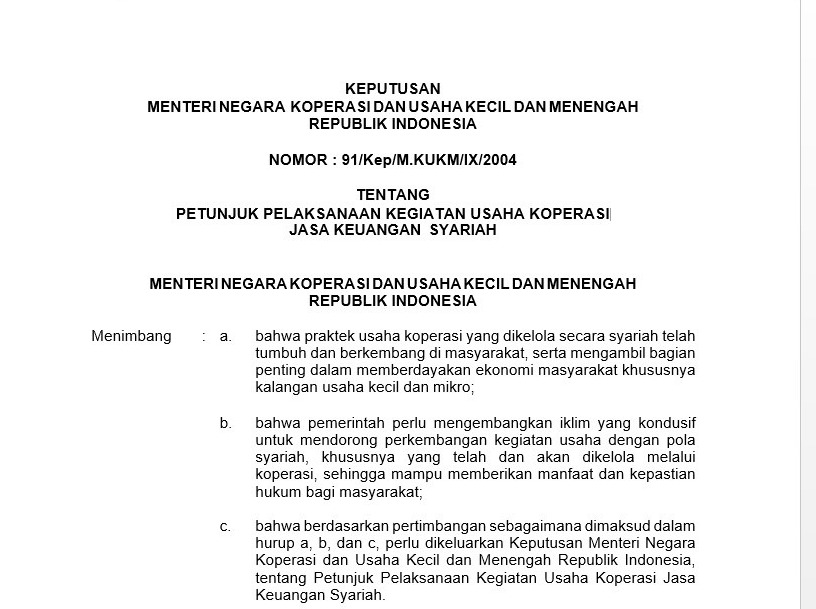 KEPUTUSAN
MENTERI NEGARA KOPERASI DAN USAHA KECIL DAN MENENGAH
REPUBLIK INDONESIA
NOMOR : 91/Kep/M.KUKM/IX/2004
TENTANG
PETUNJUK PELAKSANAAN KEGIATAN USAHA KOPERASI
JASA KEUANGAN SYARIAH
MENTERI NEGARA KOPERASI DAN USAHA KECIL DAN MENENGAH
REPUBLIK INDONESIA
Menimbang : a. bahwa praktek usaha koperasi yang dikelola secara syariah telah
tumbuh dan berkembang di masyarakat, serta mengambil bagian
penting dalam memberdayakan ekonomi masyarakat khususnya
kalangan usaha kecil dan mikro;
b. bahwa pemerintah perlu mengembangkan iklim yang kondusif
untuk mendorong perkembangan kegiatan usaha dengan pola
syariah, khususnya yang telah dan akan dikelola melalui
koperasi, sehingga mampu memberikan manfaat dan kepastian
hukum bagi masyarakat;
c. bahwa berdasarkan pertimbangan sebagaimana dimaksud dalam
hurup a, b, dan c, perlu dikeluarkan Keputusan Menteri Negara
Koperasi dan Usaha Kecil dan Menengah Republik Indonesia,
tentang Petunjuk Pelaksanaan Kegiatan Usaha Koperasi Jasa
Keuangan Syariah.